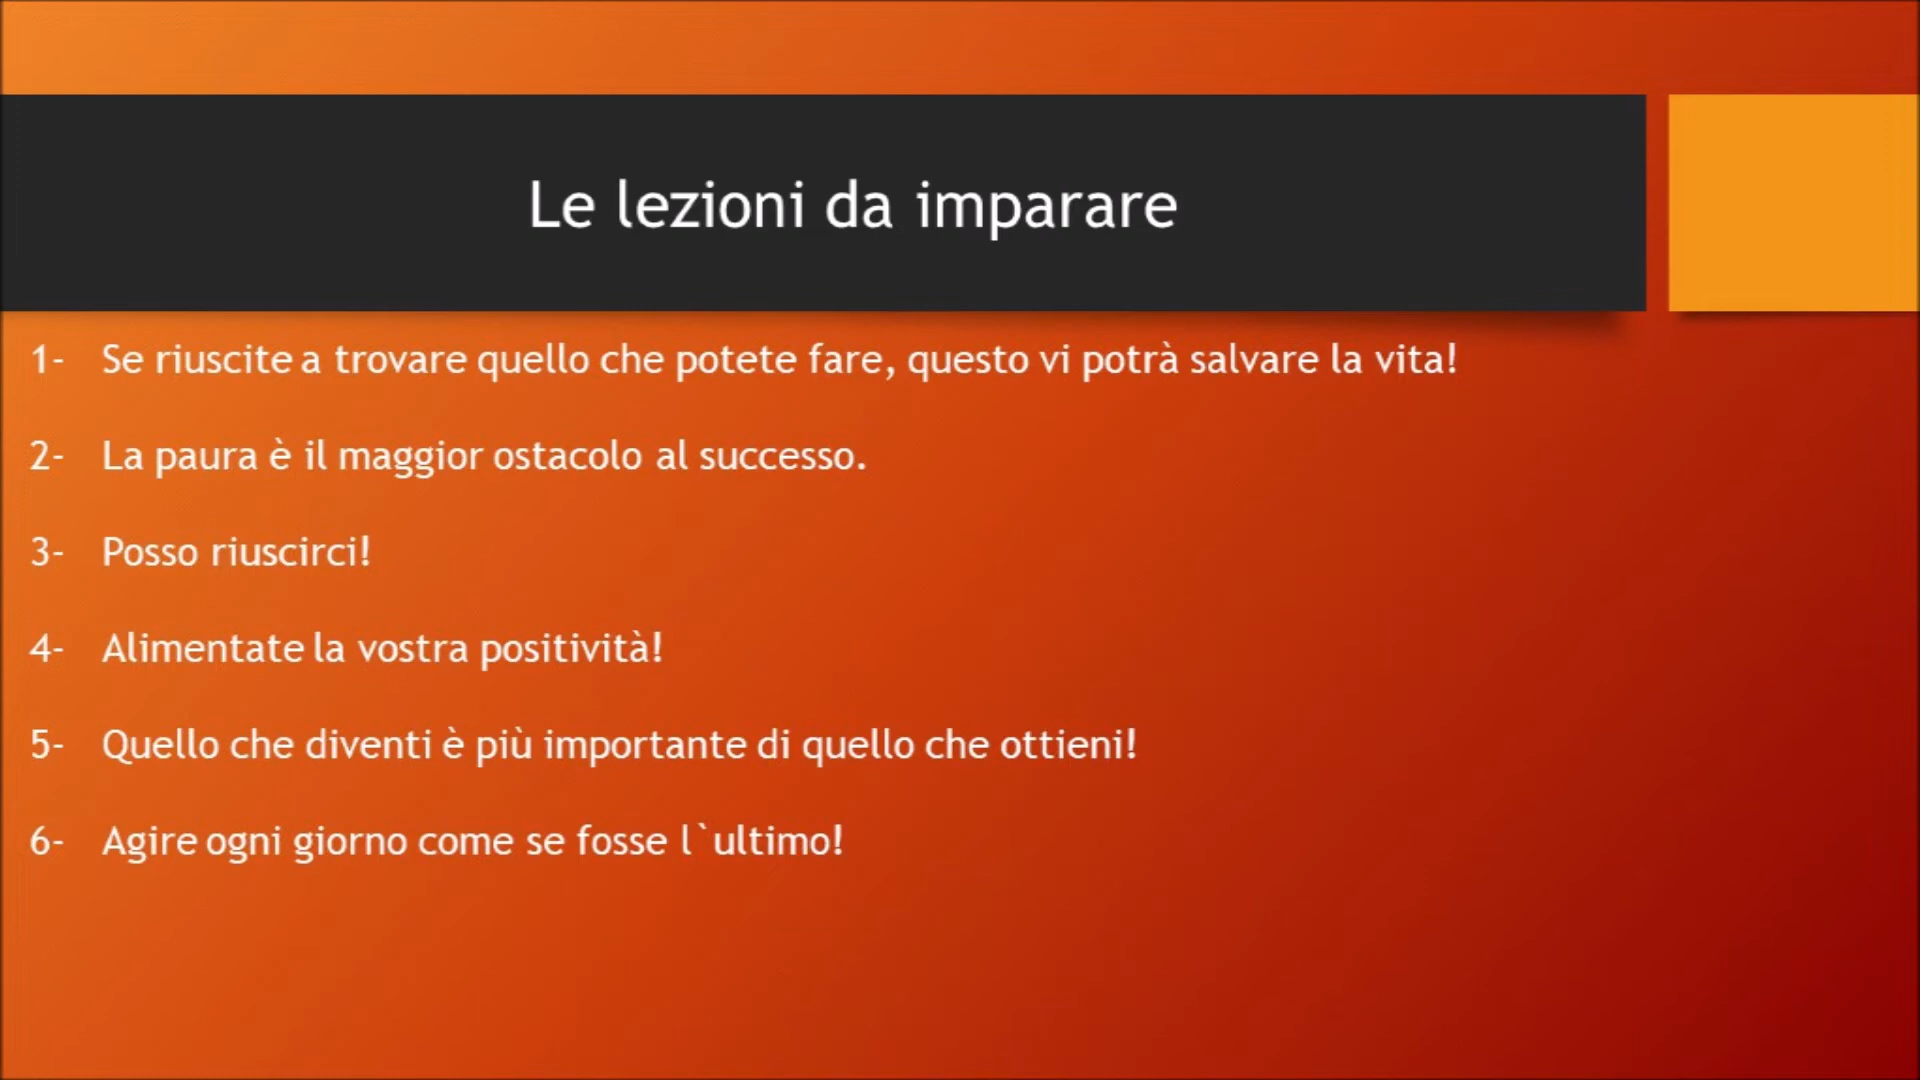 Le lezioni da imparare
1- Se riuscite a trovare quello che potete fare, questo vi potrà salvare la vita!
2- La paura è il maggior ostacolo al successo.
3- Posso riuscirci!
4- Alimentate la vostra positività!
5- Quello che diventi è più importante di quello che ottieni!
6- Agire ogni giorno come se fosse l`ultimo!